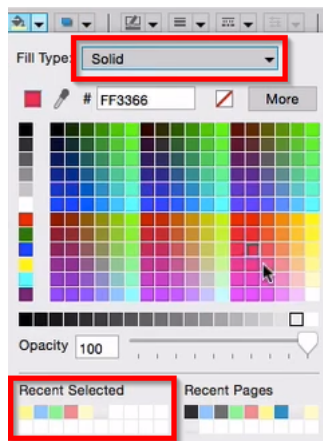 Fill Type: Solid
# FF3366 More
Opacity 100
Recent Selected Recent Pages